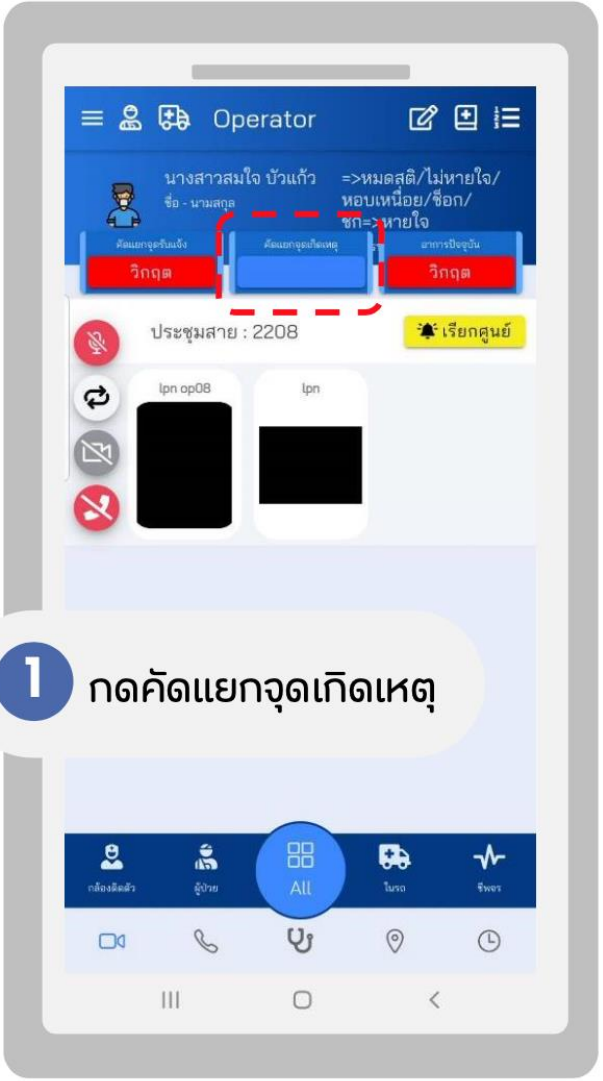 Operator
นางสาวสมใจ บัวแก้ว
ชื่อ - นามสกุล
=>หมดสติ/ไม่หายใจ/
หอบเหนื่อย/ช็อก/
ชัก=>หายใจ
คัดแยกจุดรับแจ้ง
วิกฤต
คัดแยกจุดเกิดเหตุ
อาการปัจจุบัน
วิกฤต
ประชุมสาย : 2208
เรียกศูนย์
lpn op08
lpn
1 กดคัดแยกจุดเกิดเหตุ
กล้องติดตัว
ผู้ป่วย
All
ในรถ
ชีพจร